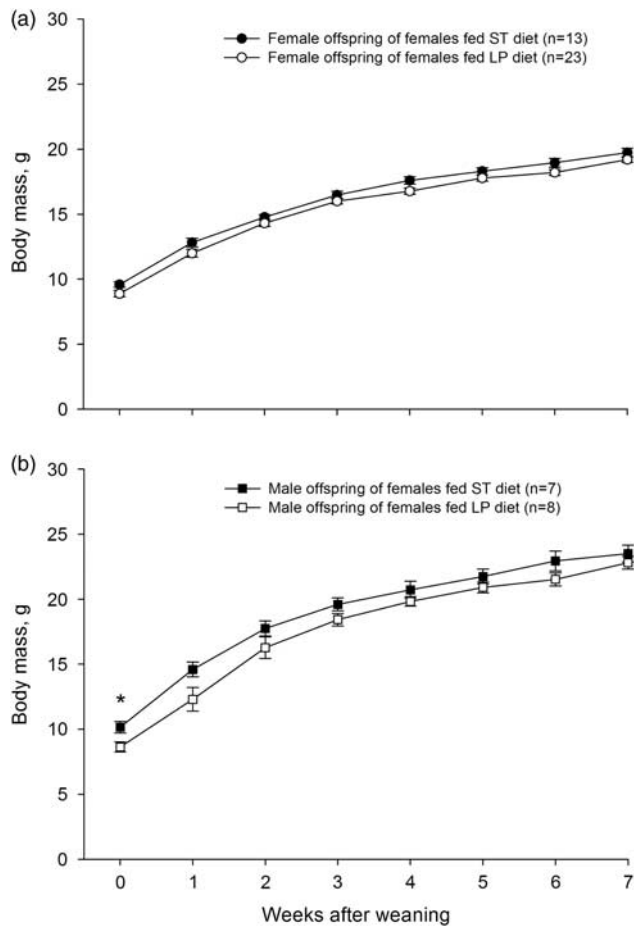 (a)
30
Female offspring of females fed ST diet (n=13)
Female offspring of females fed LP diet (n=23)
25
20
15
10
5
0
Body mass, g
(b)
30
Male offspring of females fed ST diet (n=7)
Male offspring of females fed LP diet (n=8)
25
20
15
10
5
0
Body mass, g
*
0 1 2 3 4 5 6 7
Weeks after weaning